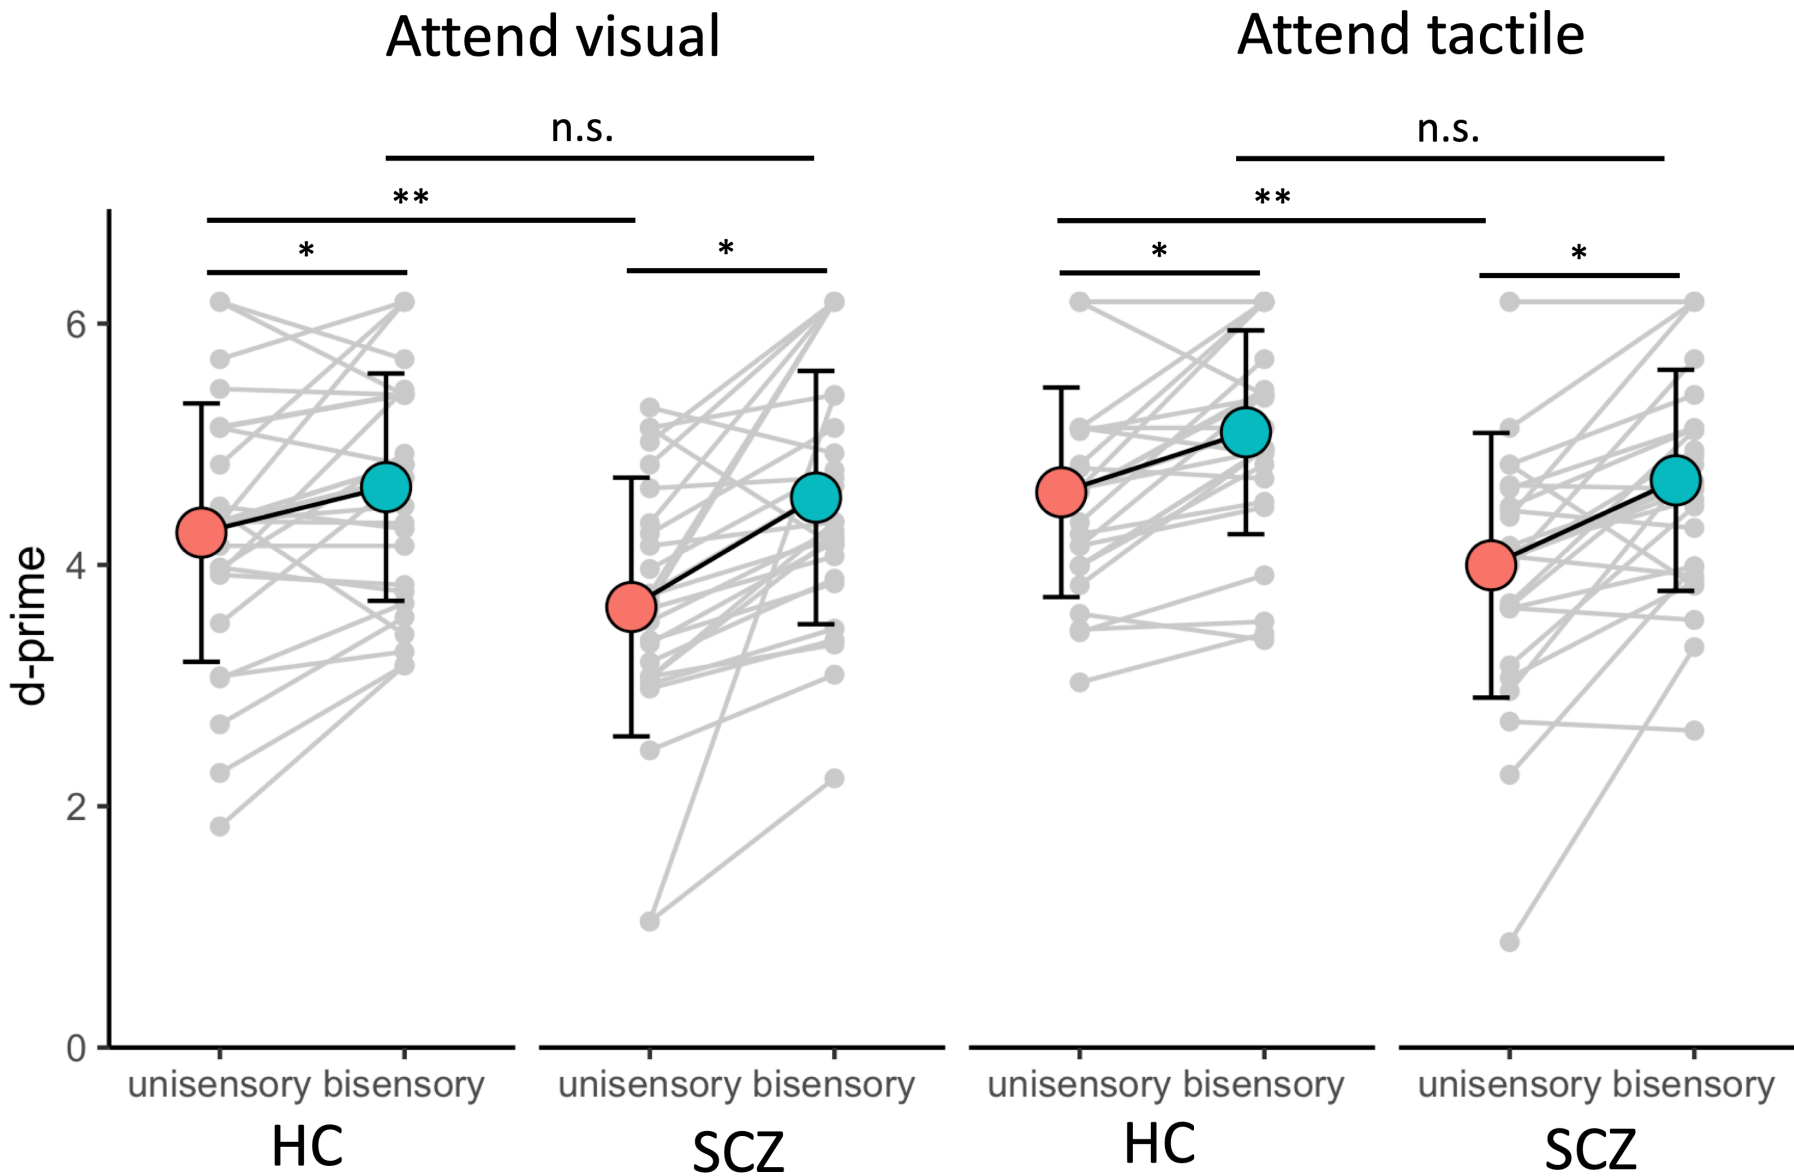 Attend visual Attend tactile
n.s. n.s.
** **
* * * *
6
4
2
0
d-prime
unisensory bisensory unisensory bisensory unisensory bisensory unisensory bisensory
HC SCZ HC SCZ